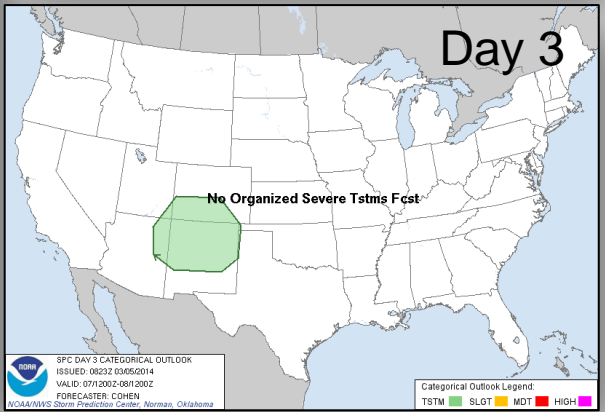 Day 3
No Organized Severe Tstms Fcst
NOAA
SPC DAY 3 CATEGORICAL OUTLOOK
ISSUED: 0823Z 03/05/2014
VALID: 07/1200Z-08/1200Z
FORECASTER: COHEN
NOAA/NWS Storm Prediction Center, Norman, Oklahoma
Categorical Outlook Legend:
TSTM SLGT MDT HIGH